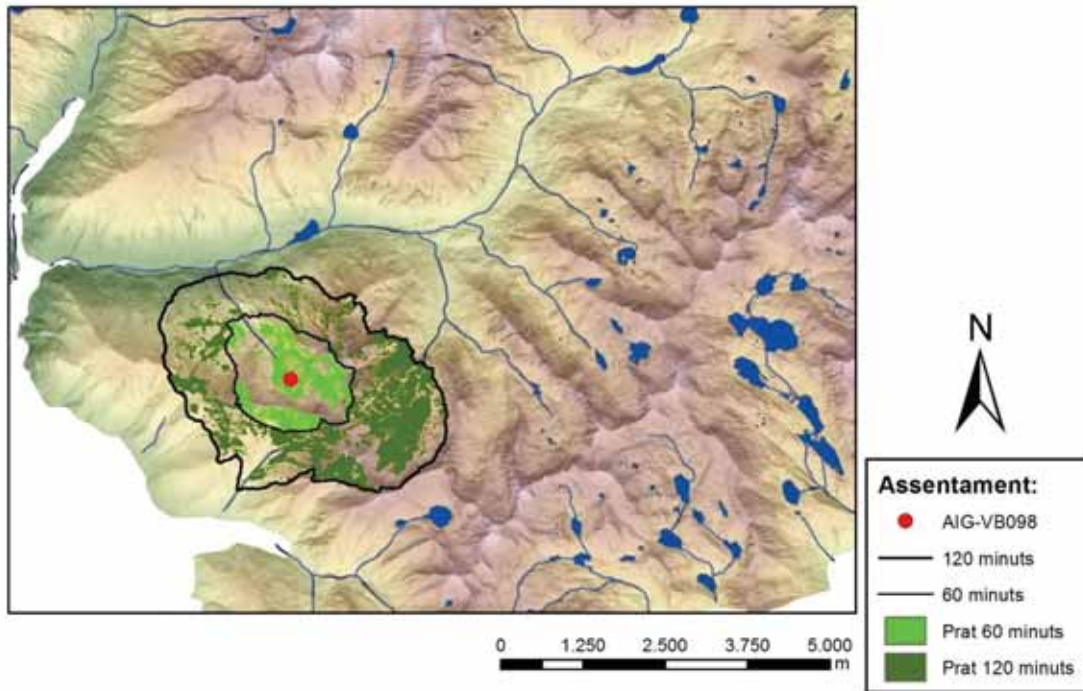 N
Assentament:
AIG-VB098
120 minuts
60 minuts
Prat 60 minuts
Prat 120 minuts
0 1.250 2.500 3.750 5.000
m